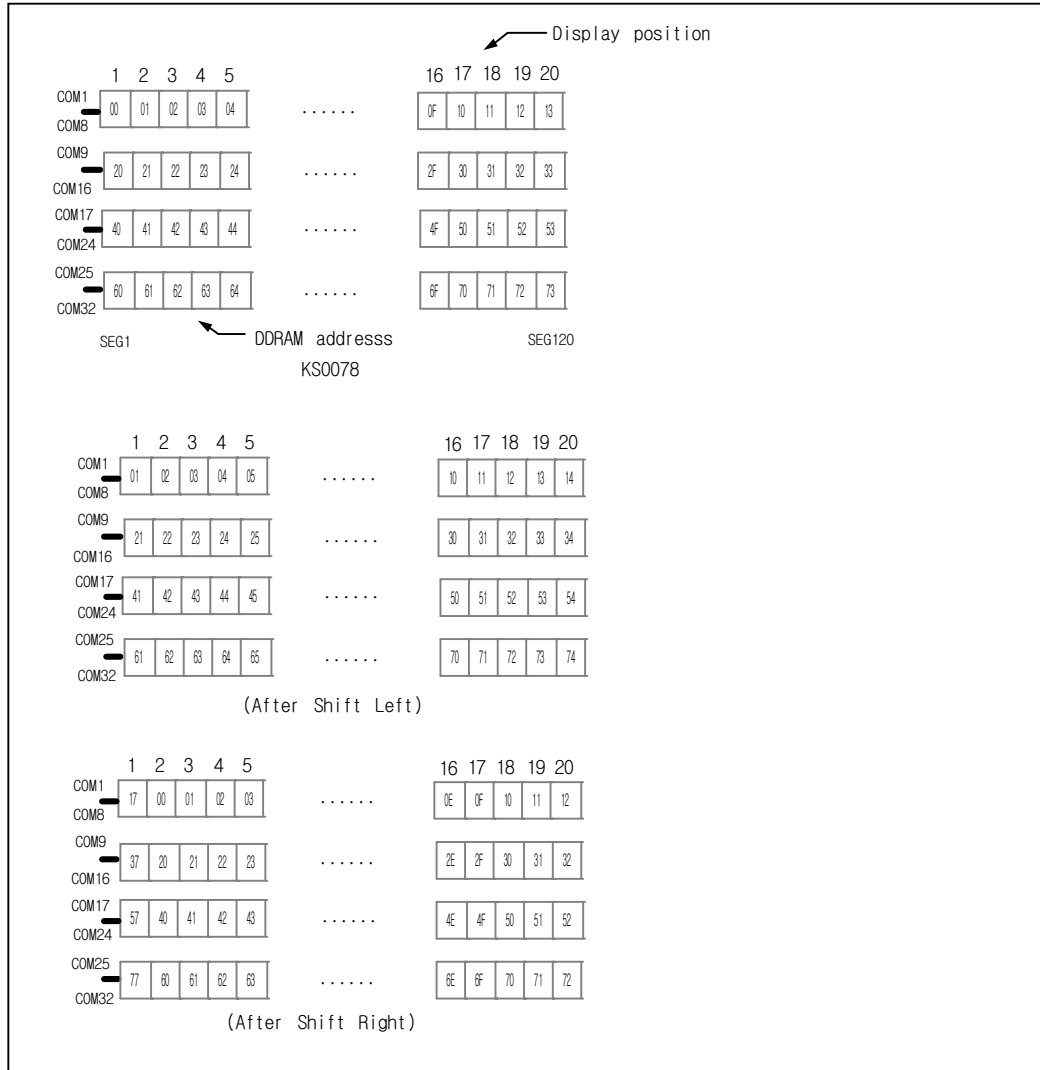 Display position
1 2 3 4 5 16 17 18 19 20
COM1
00 01 02 03 04 ...... 0F 10 11 12 13
COM8
COM9
20 21 22 23 24 ...... 2F 30 31 32 33
COM16
COM17
40 41 42 43 44 ...... 4F 50 51 52 53
COM24
COM25
60 61 62 63 64 ...... 6F 70 71 72 73
COM32
SEG1 DDRAM addresss SEG120
KS0078
1 2 3 4 5 16 17 18 19 20
COM1
01 02 03 04 05 ...... 10 11 12 13 14
COM8
COM9
21 22 23 24 25 ...... 30 31 32 33 34
COM16
COM17
41 42 43 44 45 ...... 50 51 52 53 54
COM24
COM25
61 62 63 64 65 ...... 70 71 72 73 74
COM32
(After Shift Left)
1 2 3 4 5 16 17 18 19 20
COM1
17 00 01 02 03 ...... 0E 0F 10 11 12
COM8
COM9
37 20 21 22 23 ...... 2E 2F 30 31 32
COM16
COM17
57 40 41 42 43 ...... 4E 4F 50 51 52
COM24
COM25
77 60 61 62 63 ...... 6E 6F 70 71 72
COM32
(After Shift Right)